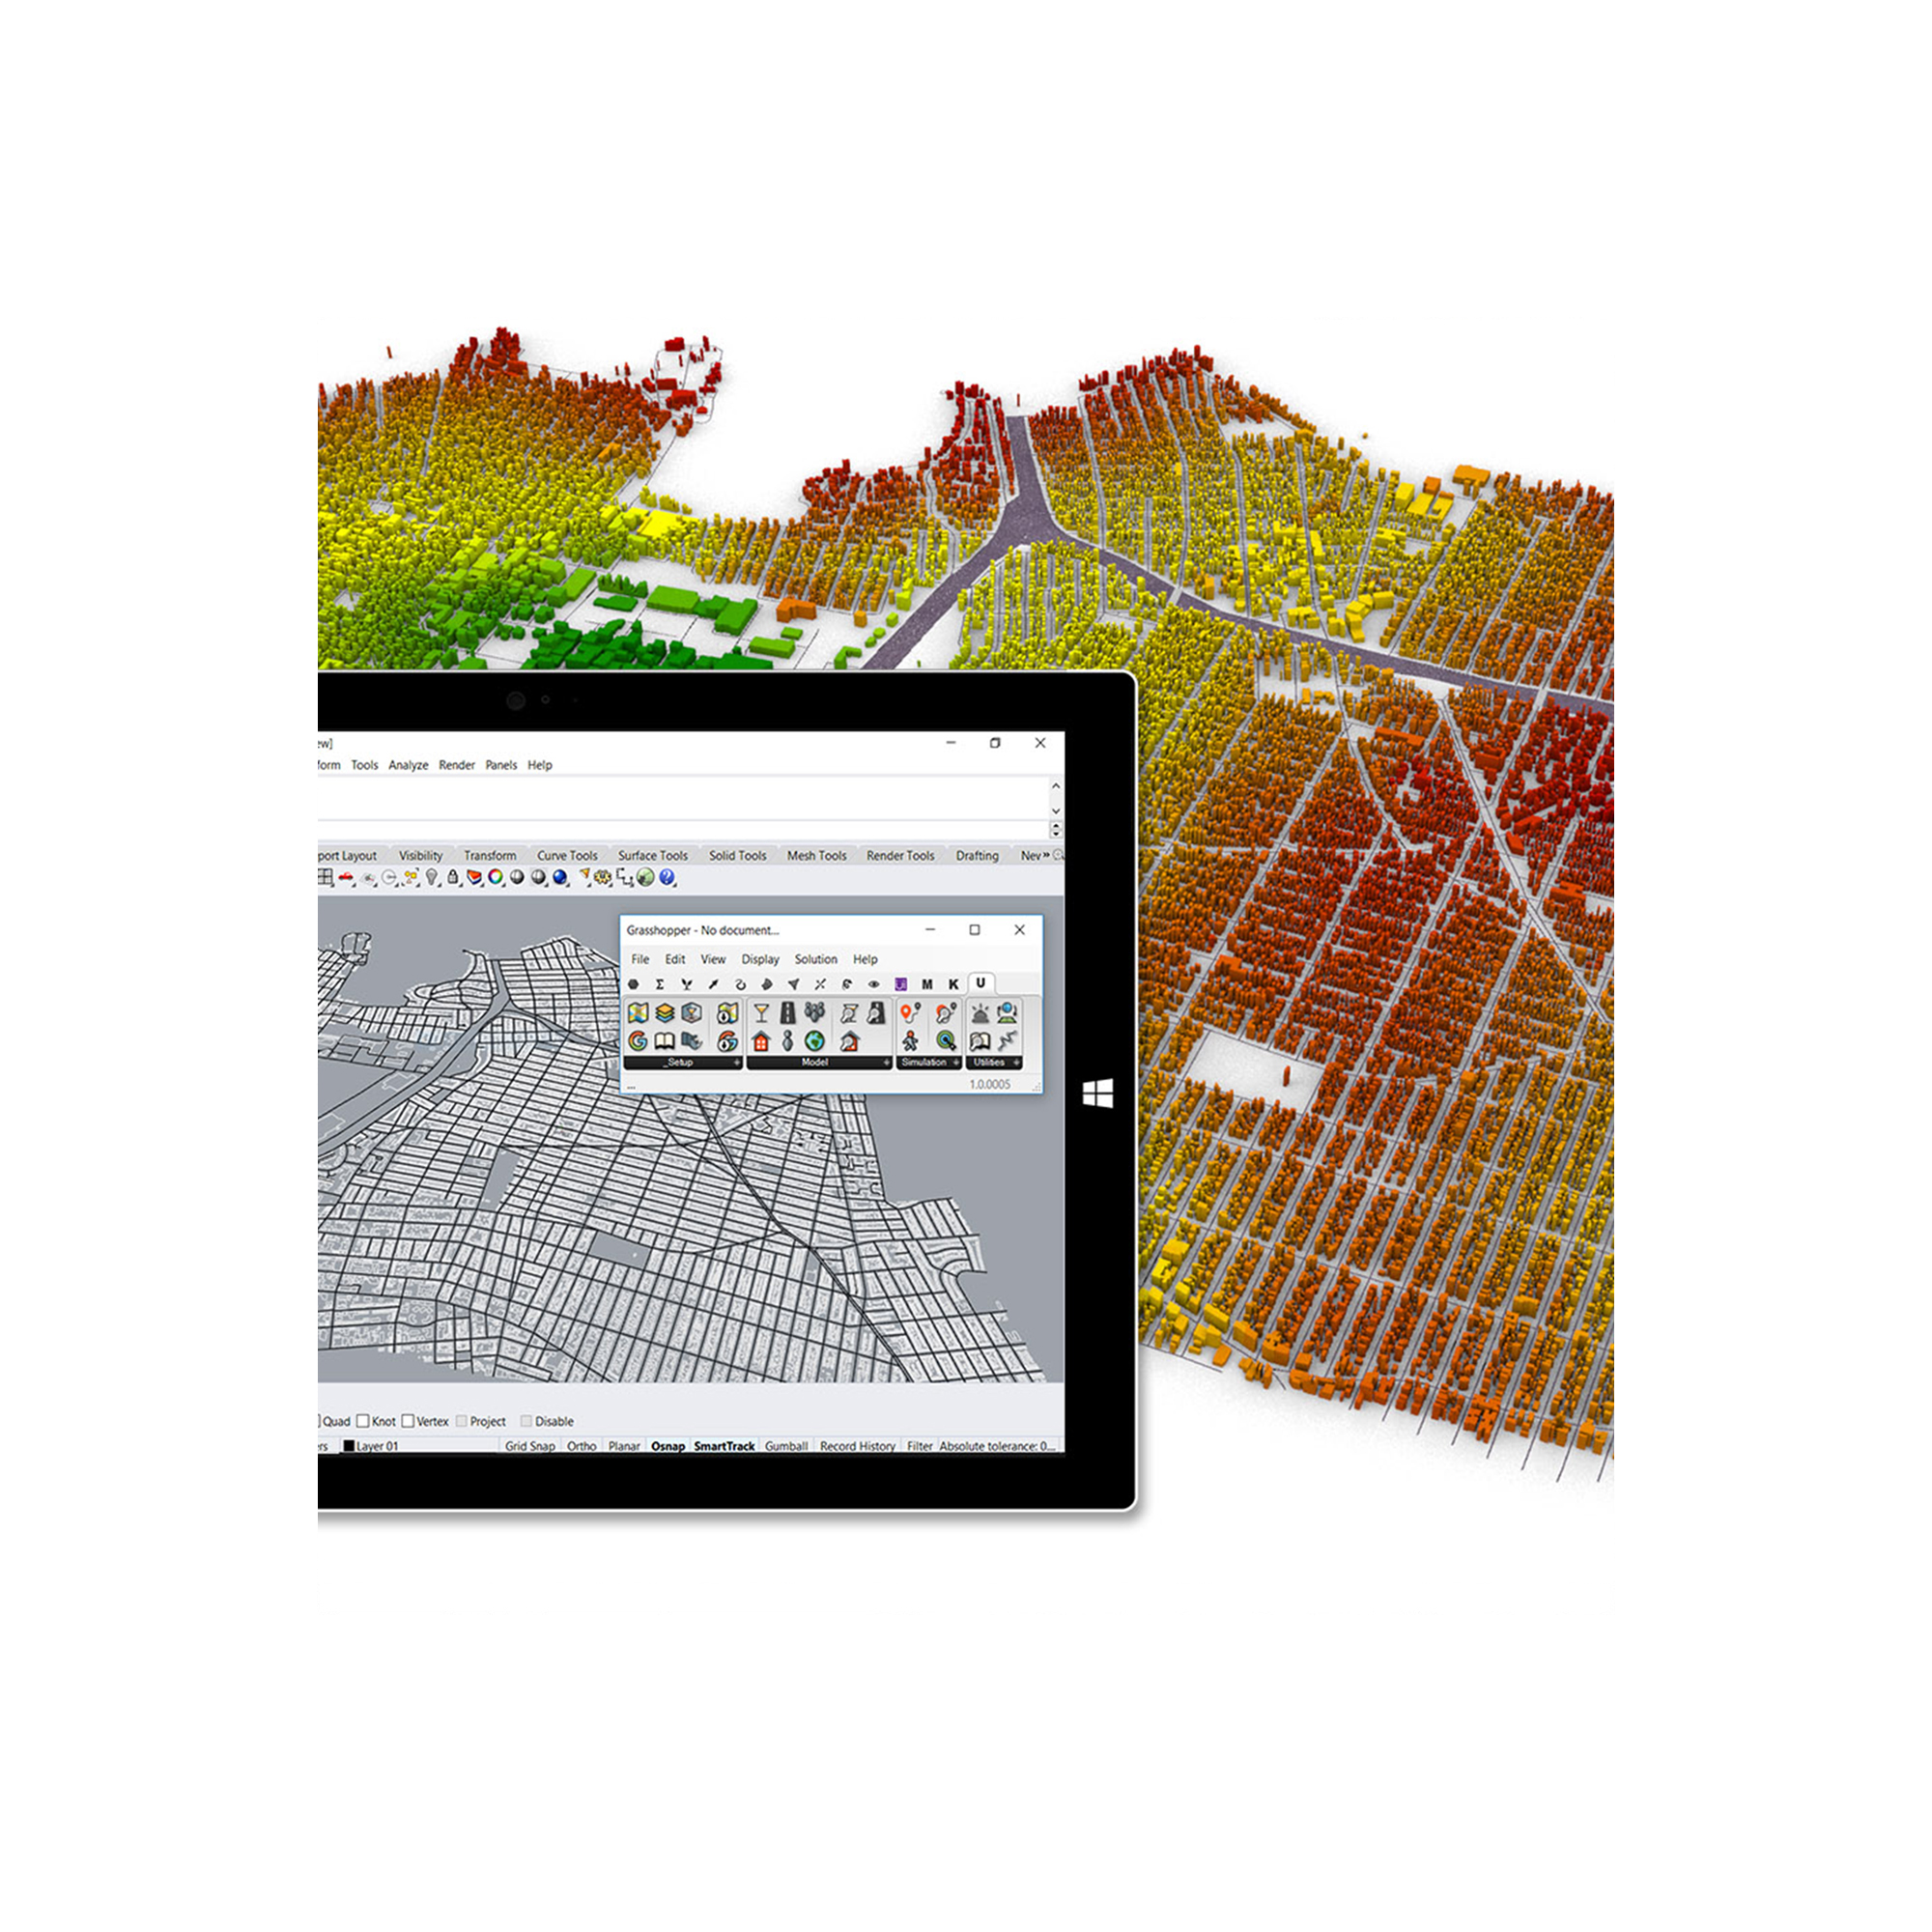 ew]
form Tools Analyze Render Panels Help
port Layout Visibility Transform Curve Tools Surface Tools Solid Tools Mesh Tools Render Tools Drafting Nev »
Grasshopper - No document...
File Edit View Display Solution Help
M K U
_Setup Model Simulation Utilities
... 1.0.0005
Quad Knot Vertex Project Disable
rs Layer 01 Grid Snap Ortho Planar Osnap SmartTrack Gumball Record History Filter Absolute tolerance: 0...